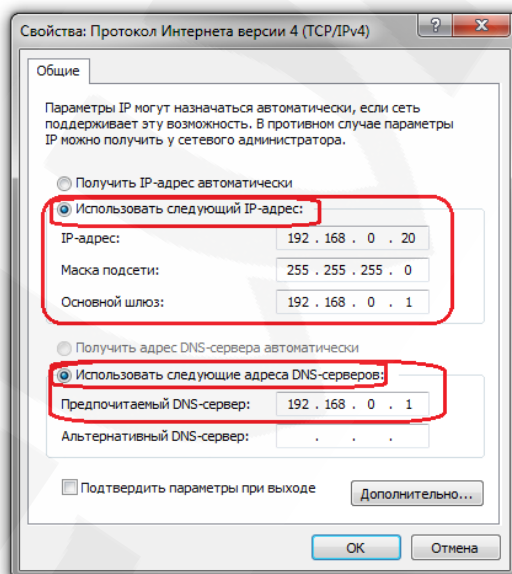 Свойства: Протокол Интернета версии 4 (TCP/IPv4)
Общие
Параметры IP могут назначаться автоматически, если сеть
поддерживает эту возможность. В противном случае параметры
IP можно получить у сетевого администратора.
Получить IP-адрес автоматически
Использовать следующий IP-адрес:
IP-адрес: 192 . 168 . 0 . 20
Маска подсети: 255 . 255 . 255 . 0
Основной шлюз: 192 . 168 . 0 . 1
Получить адрес DNS-сервера автоматически
Использовать следующие адреса DNS-серверов:
Предпочитаемый DNS-сервер: 192 . 168 . 0 . 1
Альтернативный DNS-сервер: . . .
Подтвердить параметры при выходе
Дополнительно...
ОК Отмена